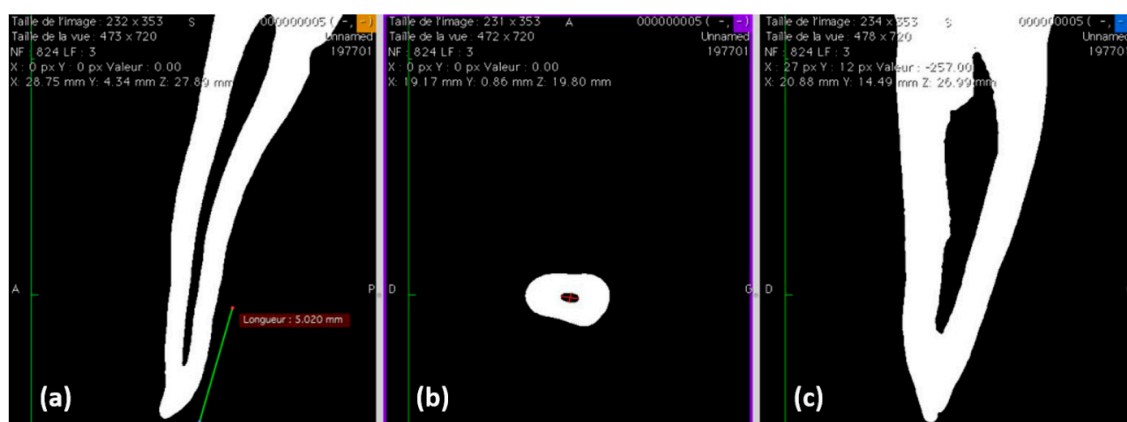 Taille de l'image : 232 x 353 S 000000005 ( -, -)
Taille de la vue : 473 x 720 Unnamed
NF : 824 LF : 3 197701
X : 0 px Y : 0 px Valeur : 0.00
X: 28.75 mm Y: 4.34 mm Z: 27.89 mm
A
P
Longueur : 5.020 mm
(a)
Taille de l'image : 231 x 353 A 000000005 ( -, -)
Taille de la vue : 472 x 720 Unnamed
NF : 824 LF : 3 197701
X : 0 px Y : 0 px Valeur : 0.00
X: 19.17 mm Y: 0.86 mm Z: 19.80 mm
D
G
(b)
Taille de l'image : 234 x 353 S 000000005 ( -, -)
Taille de la vue : 478 x 720 Unnamed
NF : 824 LF : 3 197701
X : 27 px Y : 12 px Valeur : -257.00
X: 20.88 mm Y: 14.49 mm Z: 26.99 mm
D
(c)